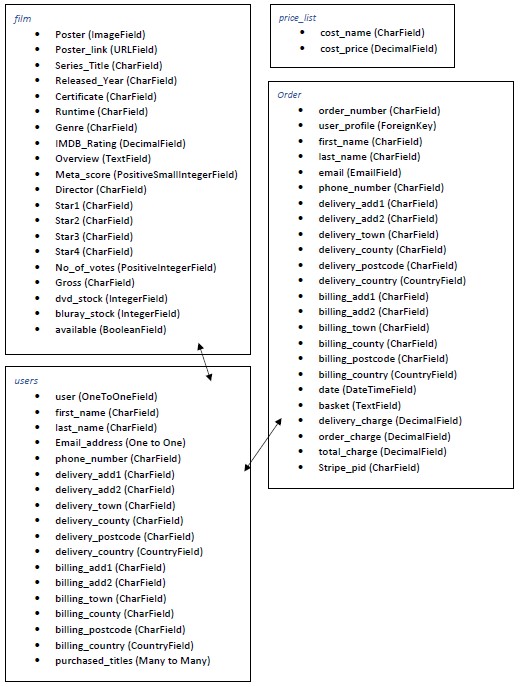 film
• Poster (ImageField)
• Poster_link (URLField)
• Series_Title (CharField)
• Released_Year (CharField)
• Certificate (CharField)
• Runtime (CharField)
• Genre (CharField)
• IMDB_Rating (DecimalField)
• Overview (TextField)
• Meta_score (PositiveSmallIntegerField)
• Director (CharField)
• Star1 (CharField)
• Star2 (CharField)
• Star3 (CharField)
• Star4 (CharField)
• No_of_votes (PositiveIntegerField)
• Gross (CharField)
• dvd_stock (IntegerField)
• bluray_stock (IntegerField)
• available (BooleanField)
users
• user (OneToOneField)
• first_name (CharField)
• last_name (CharField)
• Email_address (One to One)
• phone_number (CharField)
• delivery_add1 (CharField)
• delivery_add2 (CharField)
• delivery_town (CharField)
• delivery_county (CharField)
• delivery_postcode (CharField)
• delivery_country (CountryField)
• billing_add1 (CharField)
• billing_add2 (CharField)
• billing_town (CharField)
• billing_county (CharField)
• billing_postcode (CharField)
• billing_country (CountryField)
• purchased_titles (Many to Many)
price_list
• cost_name (CharField)
• cost_price (DecimalField)
Order
• order_number (CharField)
• user_profile (ForeignKey)
• first_name (CharField)
• last_name (CharField)
• email (EmailField)
• phone_number (CharField)
• delivery_add1 (CharField)
• delivery_add2 (CharField)
• delivery_town (CharField)
• delivery_county (CharField)
• delivery_postcode (CharField)
• delivery_country (CountryField)
• billing_add1 (CharField)
• billing_add2 (CharField)
• billing_town (CharField)
• billing_county (CharField)
• billing_postcode (CharField)
• billing_country (CountryField)
• date (DateTimeField)
• basket (TextField)
• delivery_charge (DecimalField)
• order_charge (DecimalField)
• total_charge (DecimalField)
• Stripe_pid (CharField)